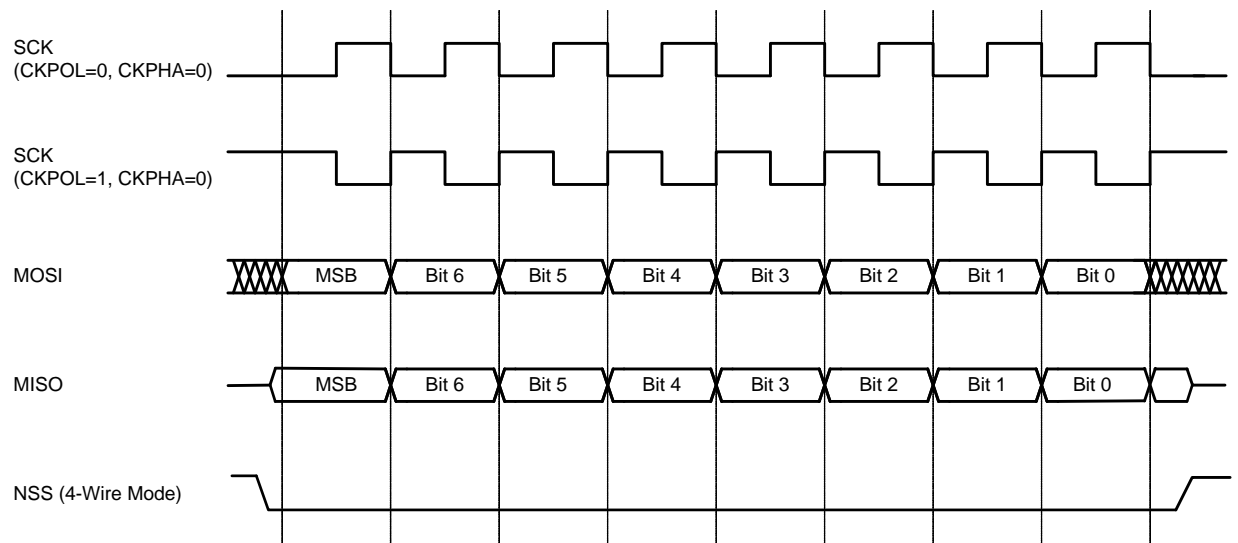 SCK
(CKPOL=0, CKPHA=0)
SCK
(CKPOL=1, CKPHA=0)
MOSI
MSB
Bit 6
Bit 5
Bit 4
Bit 3
Bit 2
Bit 1
Bit 0
MISO
MSB
Bit 6
Bit 5
Bit 4
Bit 3
Bit 2
Bit 1
Bit 0
NSS (4-Wire Mode)